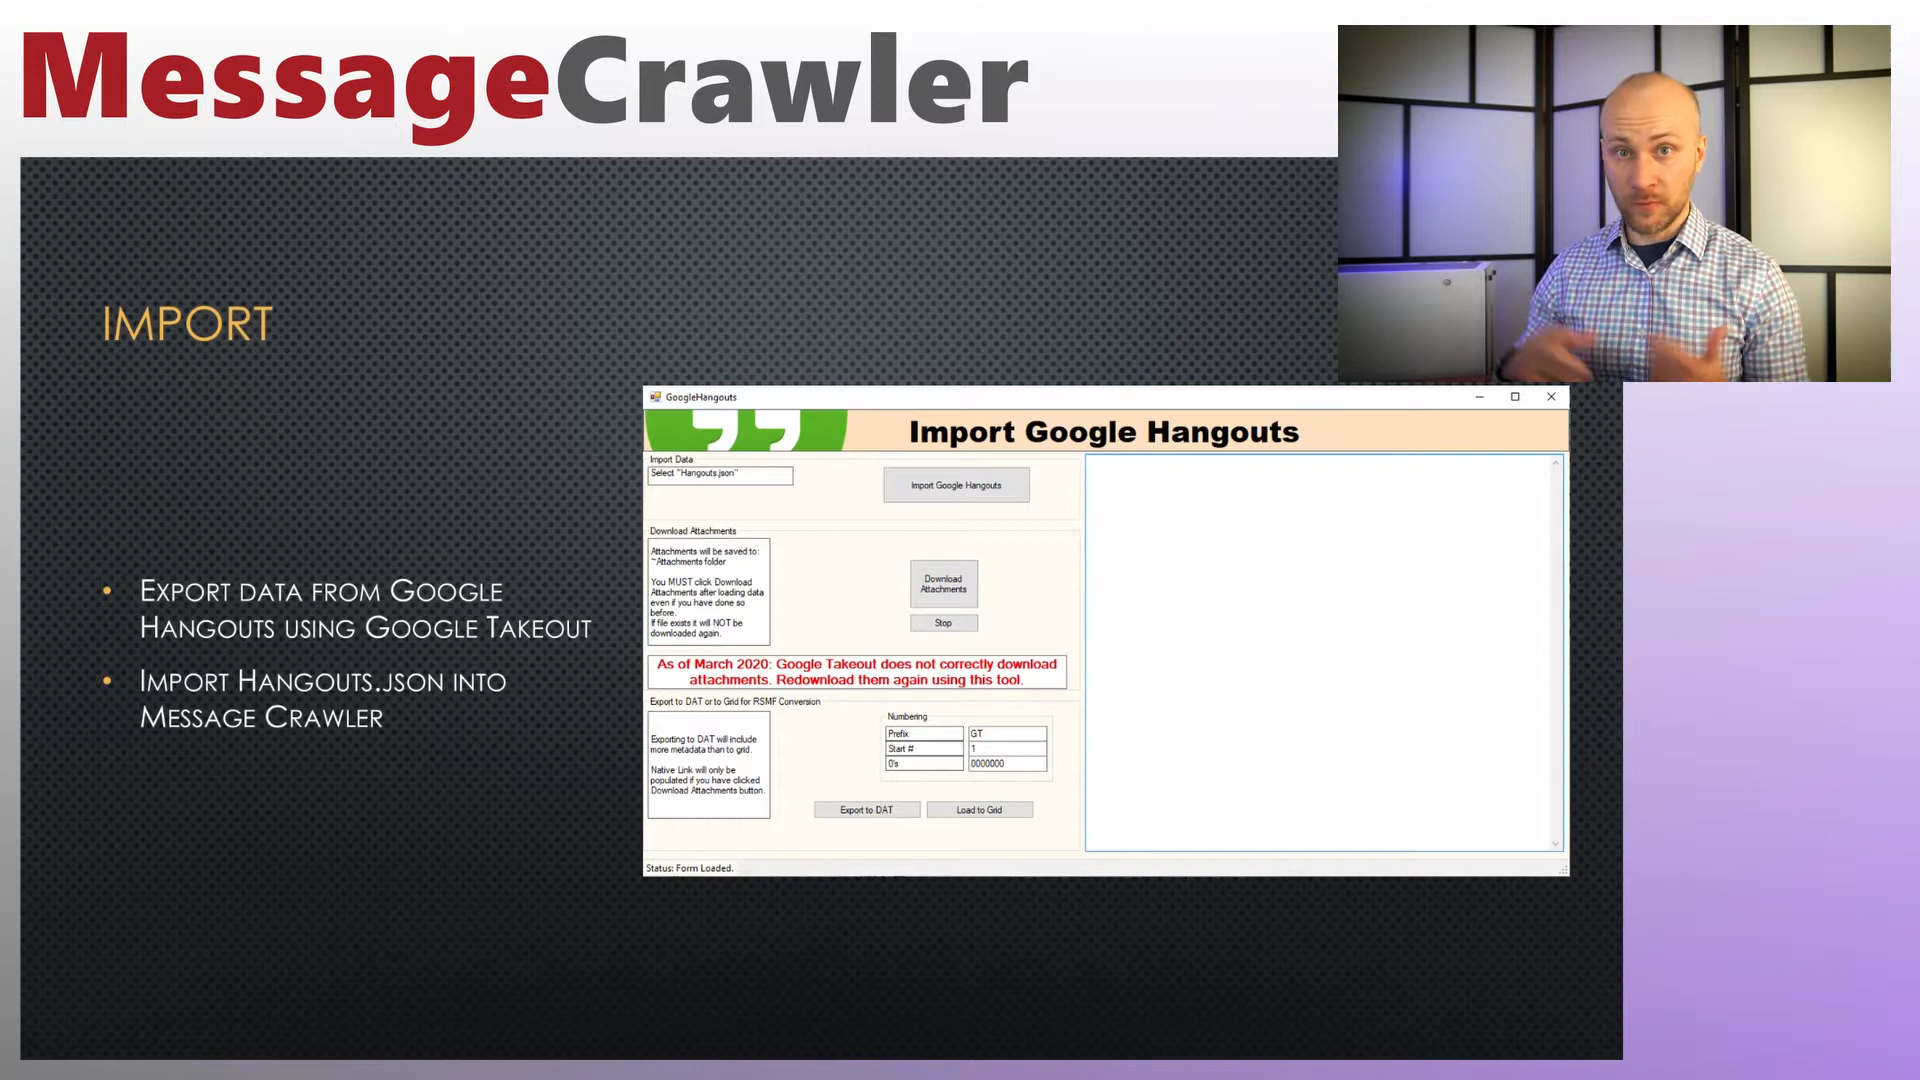 MessageCrawler
IMPORT
• EXPORT DATA FROM GOOGLE
HANGOUTS USING GOOGLE TAKEOUT
• IMPORT HANGOUTS.JSON INTO
MESSAGE CRAWLER
GoogleHangouts
Import Google Hangouts
Import Data
Select "Hangouts.json"
Import Google Hangouts
Download Attachments
Attachments will be saved to:
~Attachments folder
You MUST click Download
Attachments after loading data
even if you have done so
before.
If file exists it will NOT be
downloaded again.
Download
Attachments
Stop
As of March 2020: Google Takeout does not correctly download
attachments. Redownload them again using this tool.
Export to DAT or to Grid for RSMF Conversion
Exporting to DAT will include
more metadata than to grid.
Native Link will only be
populated if you have clicked
Download Attachments button.
Numbering
Prefix GT
Start # 1
0's 0000000
Export to DAT
Load to Grid
Status: Form Loaded.